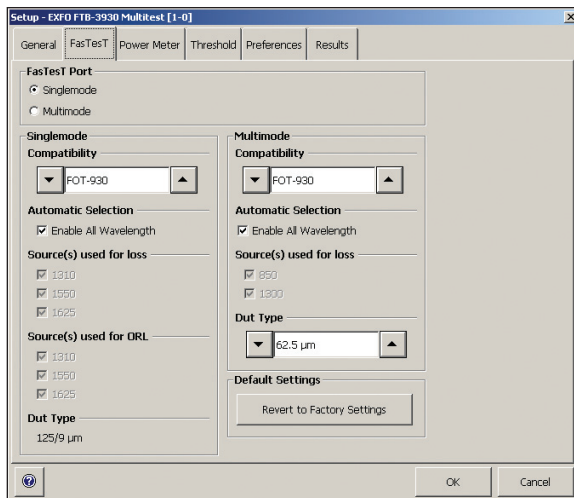 Setup - EXFO FTB-3930 Multitest [1-0]
General
FasTesT
Power Meter
Threshold
Preferences
Results
FasTesT Port
Singlemode
Multimode
Singlemode
Compatibility
FOT-930
Automatic Selection
Enable All Wavelength
Source(s) used for loss
1310
1550
1625
Source(s) used for ORL
1310
1550
1625
Dut Type
125/9 µm
Multimode
Compatibility
FOT-930
Automatic Selection
Enable All Wavelength
Source(s) used for loss
850
1300
Dut Type
62.5 µm
Default Settings
Revert to Factory Settings
OK
Cancel